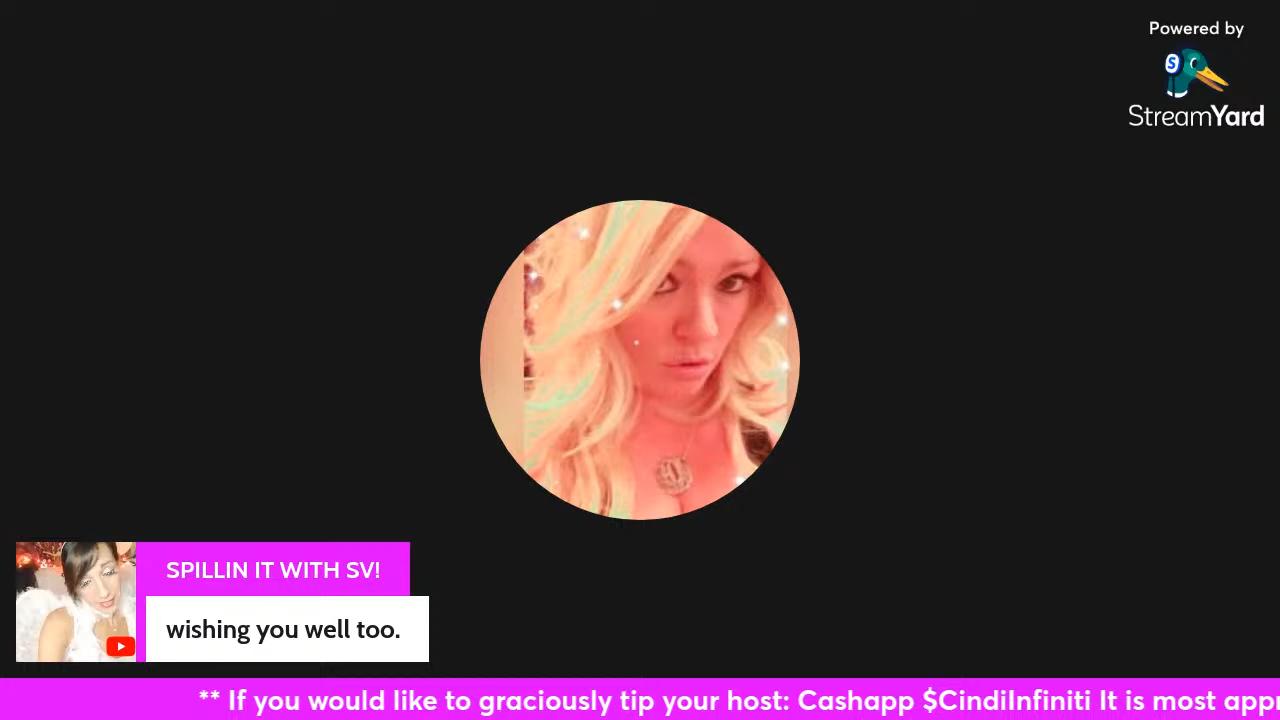 Powered by
StreamYard
SPILLIN IT WITH SV!
wishing you well too.
** If you would like to graciously tip your host: Cashapp $CindiInfiniti It is most app